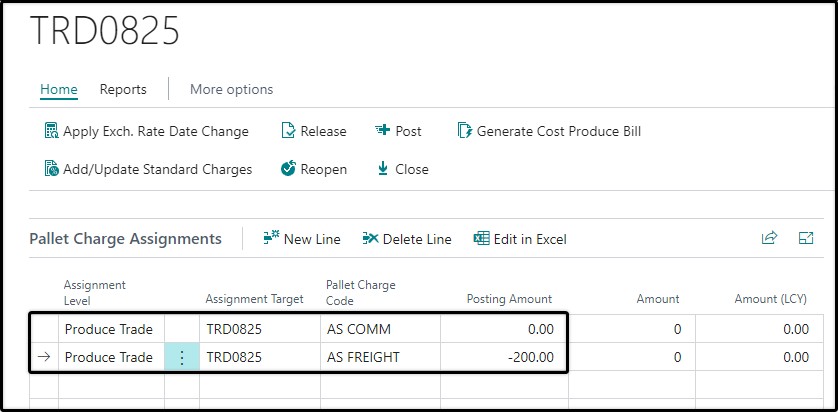 TRD0825
Home Reports More options
Apply Exch. Rate Date Change Release Post Generate Cost Produce Bill
Add/Update Standard Charges Reopen Close
Pallet Charge Assignments New Line Delete Line Edit in Excel
Assignment Level Assignment Target Pallet Charge Code Posting Amount Amount Amount (LCY)
Produce Trade TRD0825 AS COMM 0.00 0 0.00
Produce Trade TRD0825 AS FREIGHT -200.00 0 0.00